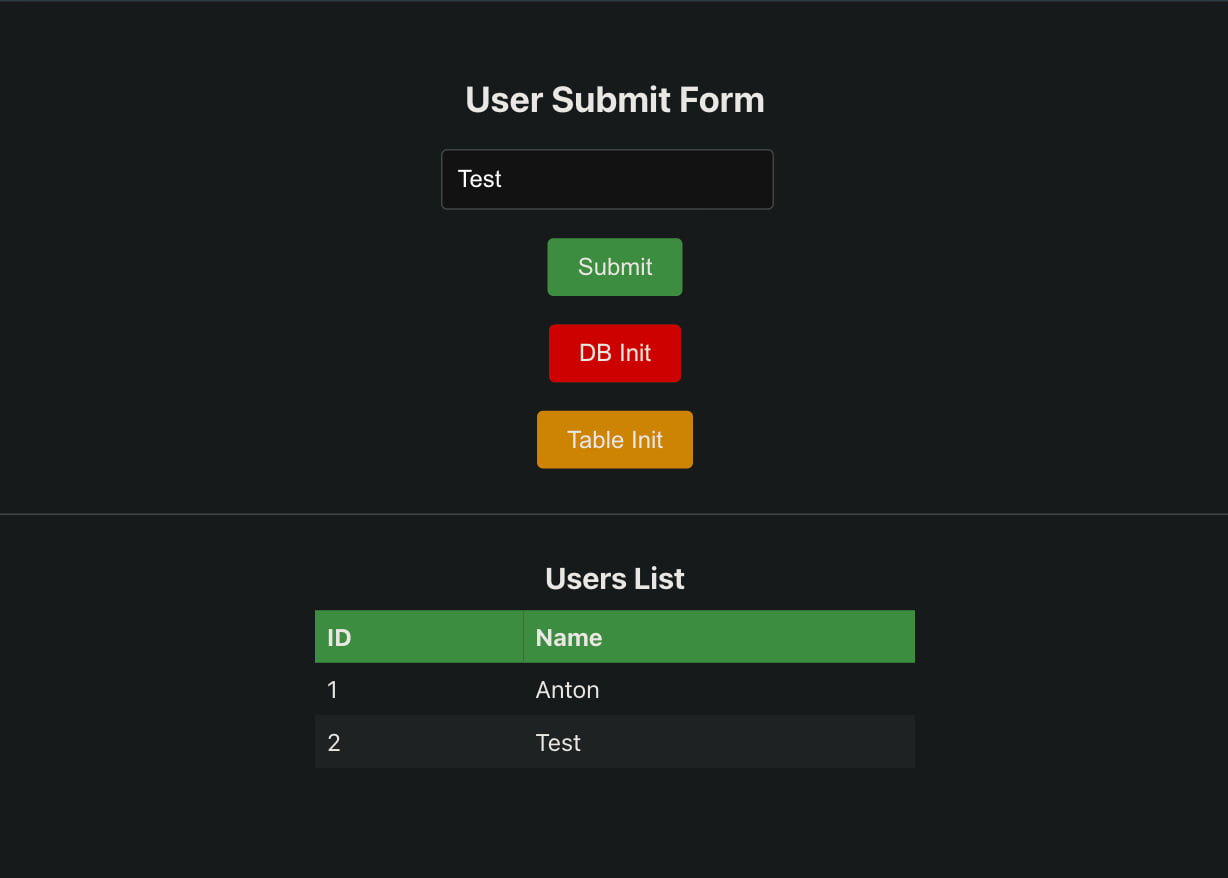 User Submit Form
Test
Submit
DB Init
Table Init
Users List
ID Name
1 Anton
2 Test